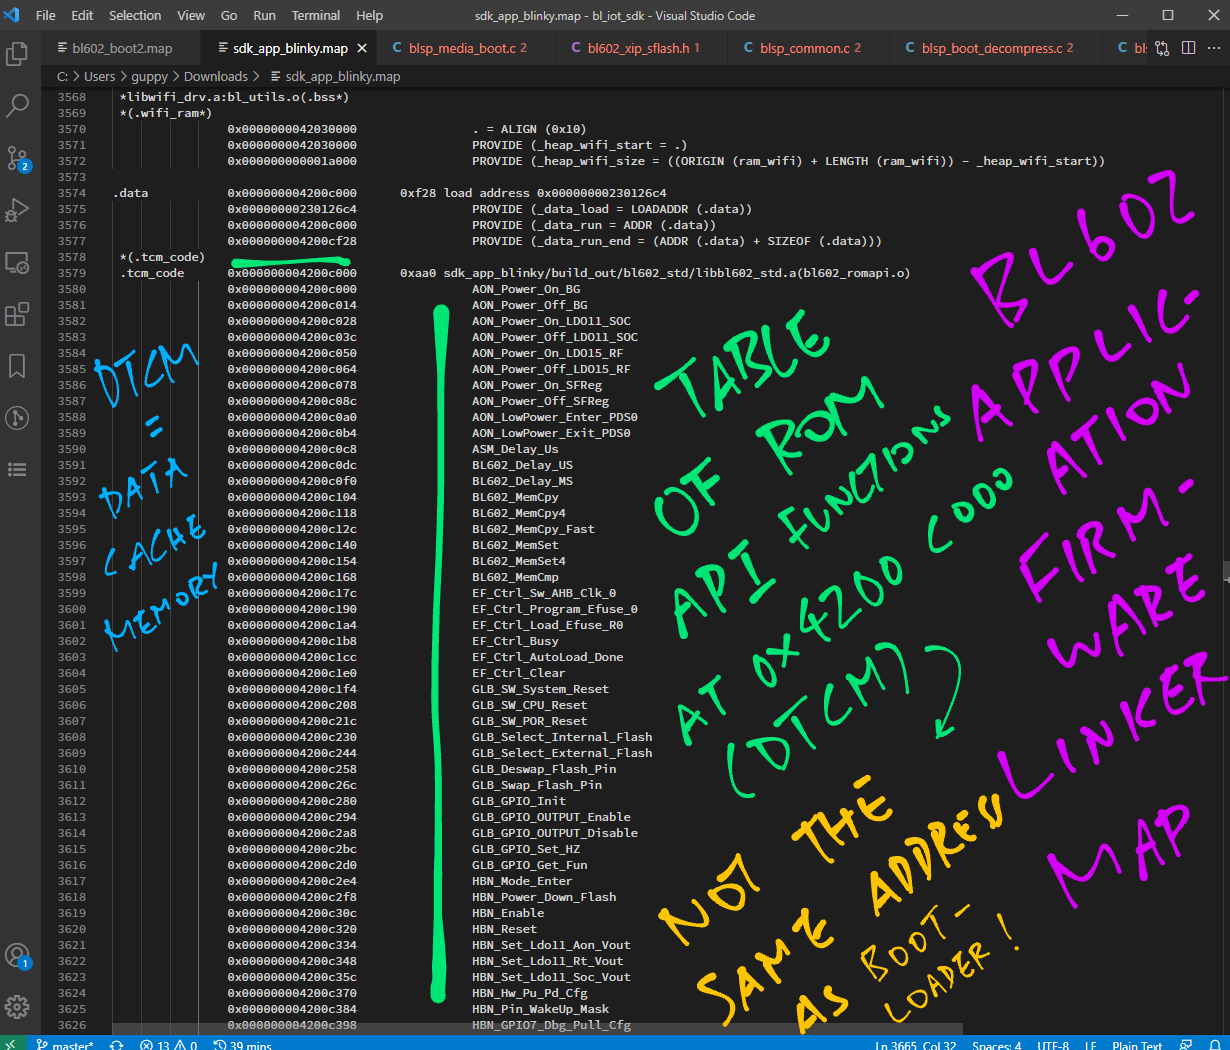 File Edit Selection View Go Run Terminal Help sdk_app_blinky.map - bl_iot_sdk - Visual Studio Code
bl602_boot2.map sdk_app_blinky.map blsp_media_boot.c 2 bl602_xip_sflash.h 1 blsp_common.c 2 blsp_boot_decompress.c 2
C: > Users > guppy > Downloads > sdk_app_blinky.map
3568 *libwifi_drv.a:bl_utils.o(.bss*)
3569 *(.wifi_ram*)
3570 0x0000000042030000 . = ALIGN (0x10)
3571 0x0000000042030000 PROVIDE (_heap_wifi_start = .)
3572 0x000000000001a000 PROVIDE (_heap_wifi_size = ((ORIGIN (ram_wifi) + LENGTH (ram_wifi)) - _heap_wifi_start))
3573
3574 .data 0x000000004200c000 0xf28 load address 0x00000000230126c4
3575 0x00000000230126c4 PROVIDE (_data_load = LOADADDR (.data))
3576 0x000000004200c000 PROVIDE (_data_run = ADDR (.data))
3577 0x000000004200cf28 PROVIDE (_data_run_end = (ADDR (.data) + SIZEOF (.data)))
3578 *(.tcm_code)
3579 .tcm_code 0x000000004200c000 0xaa0 sdk_app_blinky/build_out/bl602_std/libbl602_std.a(bl602_romapi.o)
3580 0x000000004200c000 AON_Power_On_BG
3581 0x000000004200c014 AON_Power_Off_BG
3582 0x000000004200c028 AON_Power_On_LDO11_SOC
3583 0x000000004200c03c AON_Power_Off_LDO11_SOC
3584 0x000000004200c050 AON_Power_On_LDO15_RF
3585 0x000000004200c064 AON_Power_Off_LDO15_RF
3586 0x000000004200c078 AON_Power_On_SFReg
3587 0x000000004200c08c AON_Power_Off_SFReg
3588 0x000000004200c0a0 AON_LowPower_Enter_PDS0
3589 0x000000004200c0b4 AON_LowPower_Exit_PDS0
3590 0x000000004200c0c8 ASM_Delay_Us
3591 0x000000004200c0dc BL602_Delay_US
3592 0x000000004200c0f0 BL602_Delay_MS
3593 0x000000004200c104 BL602_MemCpy
3594 0x000000004200c118 BL602_MemCpy4
3595 0x000000004200c12c BL602_MemCpy_Fast
3596 0x000000004200c140 BL602_MemSet
3597 0x000000004200c154 BL602_MemSet4
3598 0x000000004200c168 BL602_MemCmp
3599 0x000000004200c17c EF_Ctrl_Sw_AHB_Clk_0
3600 0x000000004200c190 EF_Ctrl_Program_Efuse_0
3601 0x000000004200c1a4 EF_Ctrl_Load_Efuse_R0
3602 0x000000004200c1b8 EF_Ctrl_Busy
3603 0x000000004200c1cc EF_Ctrl_AutoLoad_Done
3604 0x000000004200c1e0 EF_Ctrl_Clear
3605 0x000000004200c1f4 GLB_SW_System_Reset
3606 0x000000004200c208 GLB_SW_CPU_Reset
3607 0x000000004200c21c GLB_SW_POR_Reset
3608 0x000000004200c230 GLB_Select_Internal_Flash
3609 0x000000004200c244 GLB_Select_External_Flash
3610 0x000000004200c258 GLB_Deswap_Flash_Pin
3611 0x000000004200c26c GLB_Swap_Flash_Pin
3612 0x000000004200c280 GLB_GPIO_Init
3613 0x000000004200c294 GLB_GPIO_OUTPUT_Enable
3614 0x000000004200c2a8 GLB_GPIO_OUTPUT_Disable
3615 0x000000004200c2bc GLB_GPIO_Set_HZ
3616 0x000000004200c2d0 GLB_GPIO_Get_Fun
3617 0x000000004200c2e4 HBN_Mode_Enter
3618 0x000000004200c2f8 HBN_Power_Down_Flash
3619 0x000000004200c30c HBN_Enable
3620 0x000000004200c320 HBN_Reset
3621 0x000000004200c334 HBN_Set_Ldo11_Aon_Vout
3622 0x000000004200c348 HBN_Set_Ldo11_Rt_Vout
3623 0x000000004200c35c HBN_Set_Ldo11_Soc_Vout
3624 0x000000004200c370 HBN_Hw_Pu_Pd_Cfg
3625 0x000000004200c384 HBN_Pin_WakeUp_Mask
3626 0x000000004200c398 HBN_GPIO7_Dbg_Pull_Cfg
DTCM
=
DATA
CACHE
MEMORY
TABLE
OF ROM
API FUNCTIONS
AT 0x4200 C000
(DTCM)
NOT THE
SAME ADDRESS
AS BOOT-
LOADER!
BL602
APPLIC-
ATION
FIRM-
WARE
LINKER
MAP
2
1
master* 13 0 39 mins Ln 3665, Col 32 Spaces: 4 UTF-8 LF Plain Text